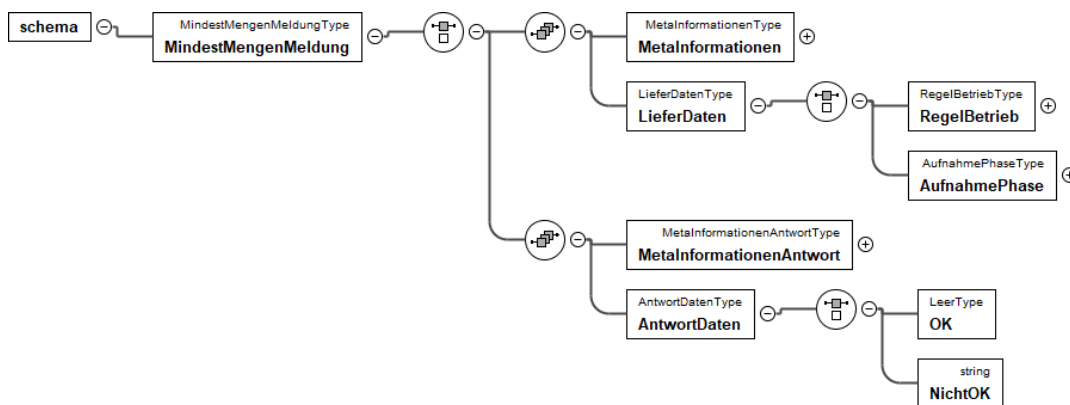 schema
MindestMengenMeldungType
MindestMengenMeldung
MetaInformationenType
MetaInformationen
LieferDatenType
LieferDaten
RegelBetriebType
RegelBetrieb
AufnahmePhaseType
AufnahmePhase
MetaInformationenAntwortType
MetaInformationenAntwort
AntwortDatenType
AntwortDaten
LeerType
OK
string
NichtOK